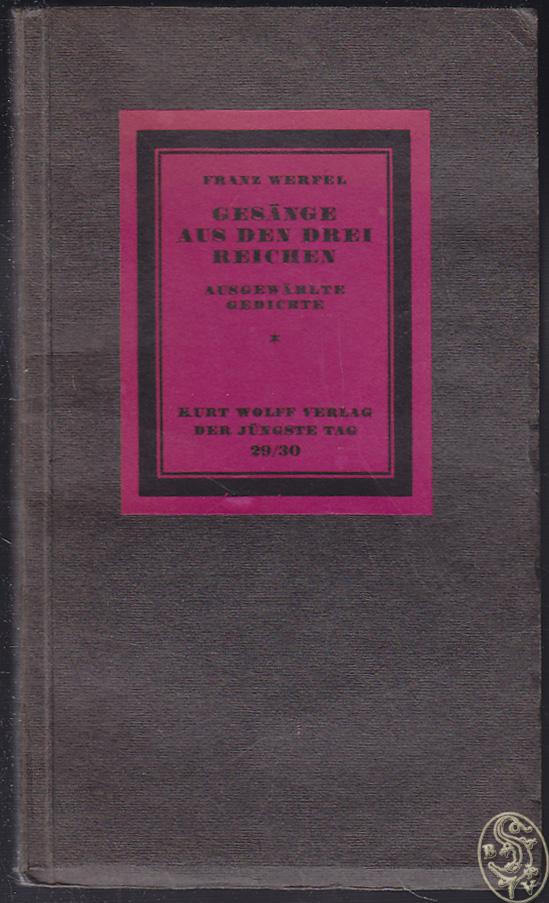 FRANZ WERFEL
GESÄNGE
AUS DEN DREI
REICHEN
AUSGEWÄHLTE
GEDICHTE
*
KURT WOLFF VERLAG
DER JÜNGSTE TAG
29/30